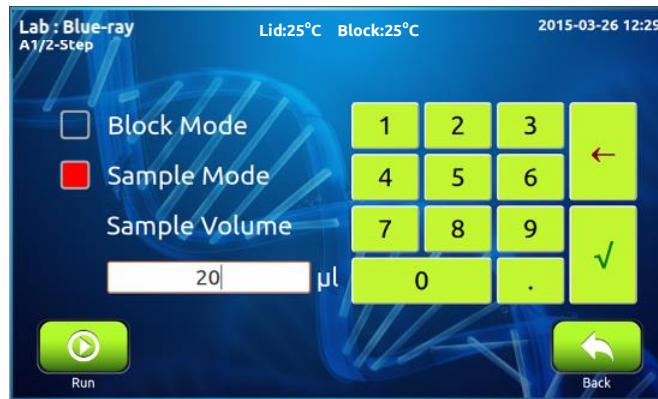 Lab : Blue-ray
Lid:25°C Block:25°C
2015-03-26 12:29
A1/2-Step
Block Mode
1 2 3
←
Sample Mode
4 5 6
Sample Volume
7 8 9
√
20 µl
0 .
Run
Back